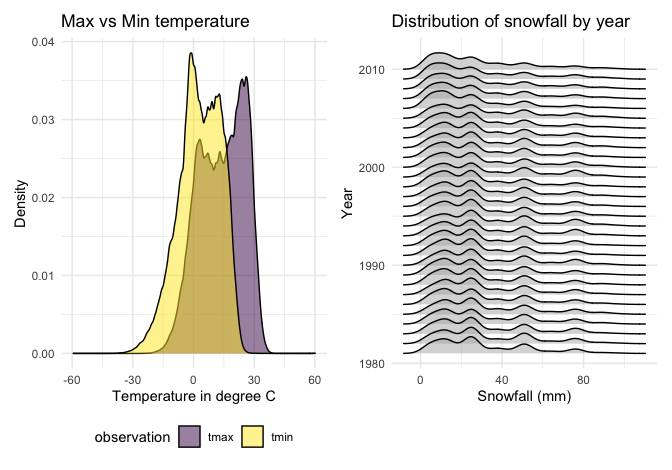 Max vs Min temperature
0.04
0.03
0.02
0.01
0.00
Density
-60 -30 0 30 60
Temperature in degree C
observation tmax tmin
Distribution of snowfall by year
2010
2000
1990
1980
Year
0 40 80
Snowfall (mm)